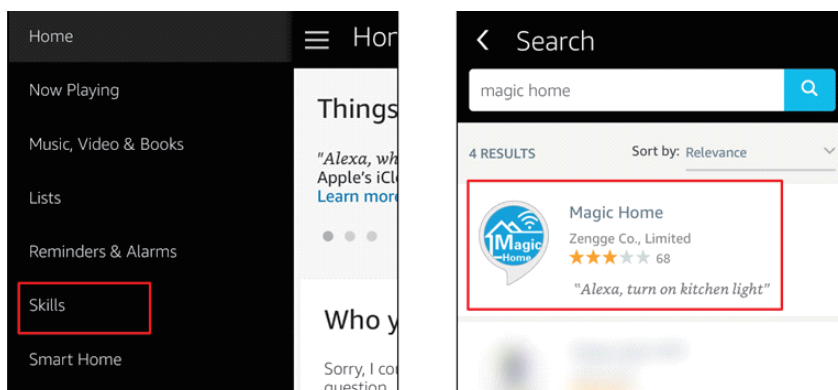 Home
Now Playing
Music, Video & Books
Lists
Reminders & Alarms
Skills
Smart Home
Hor
Things
"Alexa, wh
Apple's iCl
Learn mor
Who y
Sorry, I co
question
Search
magic home
4 RESULTS
Sort by: Relevance
Magic
Home
Magic Home
Zengge Co., Limited
68
"Alexa, turn on kitchen light"